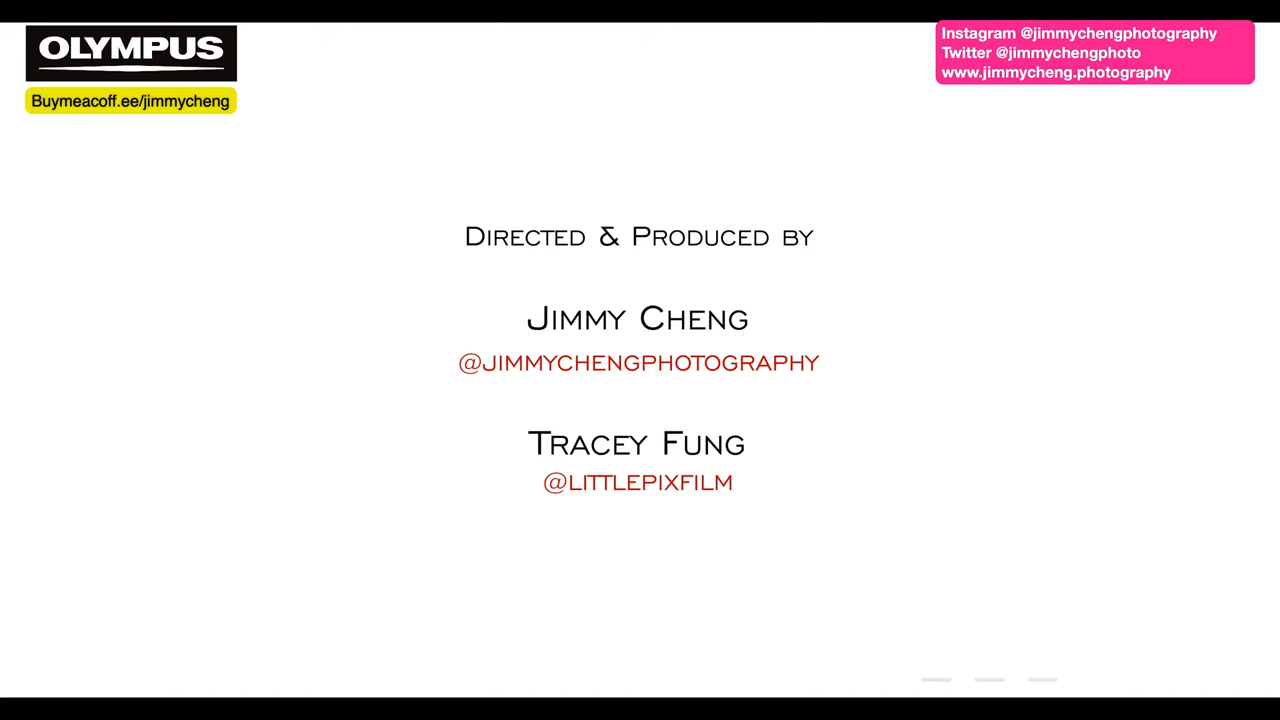 OLYMPUS
Buymeacoff.ee/jimmycheng
Instagram @jimmychengphotography
Twitter @jimmychengphoto
www.jimmycheng.photography
DIRECTED & PRODUCED BY
JIMMY CHENG
@JIMMYCHENGPHOTOGRAPHY
TRACEY FUNG
@LITTLEPIXFILM